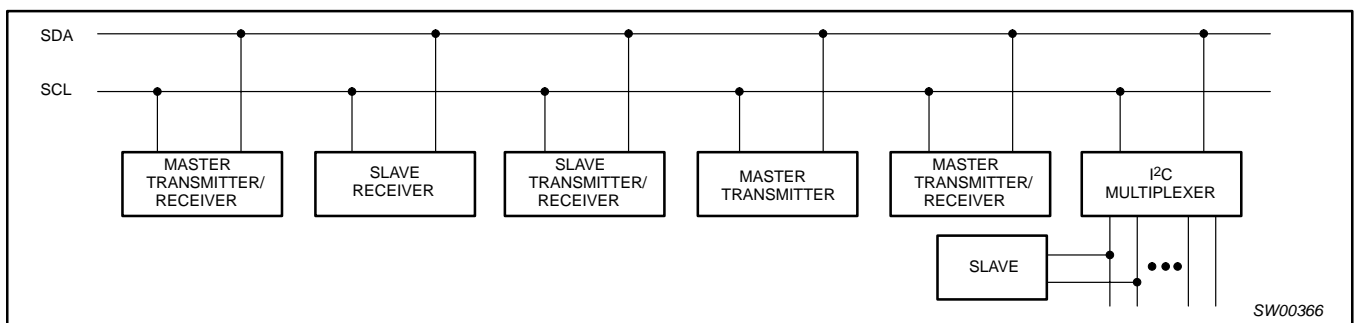 SDA
SCL
MASTER
TRANSMITTER/
RECEIVER
SLAVE
RECEIVER
SLAVE
TRANSMITTER/
RECEIVER
MASTER
TRANSMITTER
MASTER
TRANSMITTER/
RECEIVER
I²C
MULTIPLEXER
SLAVE
SW00366